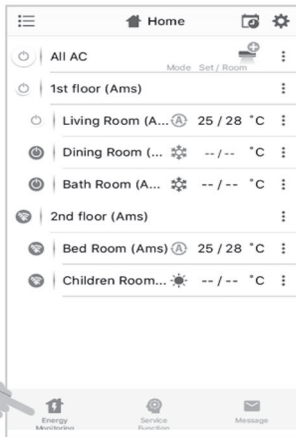 Home
All AC
Mode Set / Room
1st floor (Ams)
Living Room (A... A 25 / 28 °C
Dining Room (... -- / -- °C
Bath Room (A... -- / -- °C
2nd floor (Ams)
Bed Room (Ams) A 25 / 28 °C
Children Room... -- / -- °C
Energy Service Message
Monitoring Function